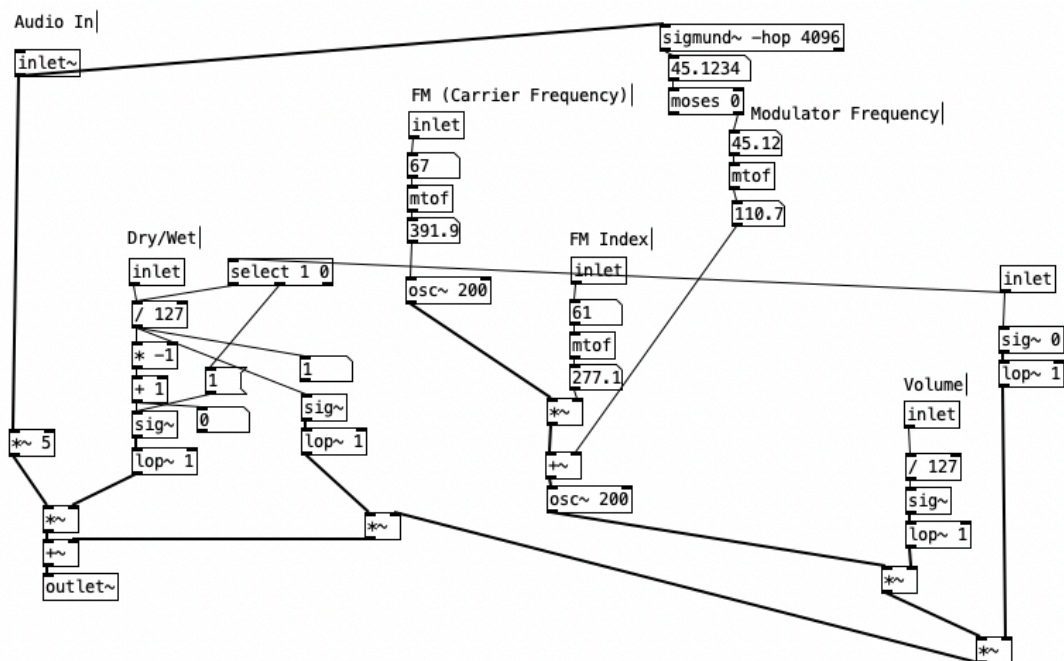 Audio In
inlet~
sigmund~ -hop 4096
45.1234
moses 0
FM (Carrier Frequency)
inlet
67
mtof
391.9
osc~ 200
Modulator Frequency
45.12
mtof
110.7
Dry/Wet
inlet
select 1 0
/ 127
* -1
+ 1
sig~
lop~ 1
1
1
0
sig~
lop~ 1
FM Index
inlet
61
mtof
277.1
*~
+~
osc~ 200
inlet
sig~ 0
lop~ 1
Volume
inlet
/ 127
sig~
lop~ 1
*~
*~
*~ 5
*~
*~
+~
outlet~